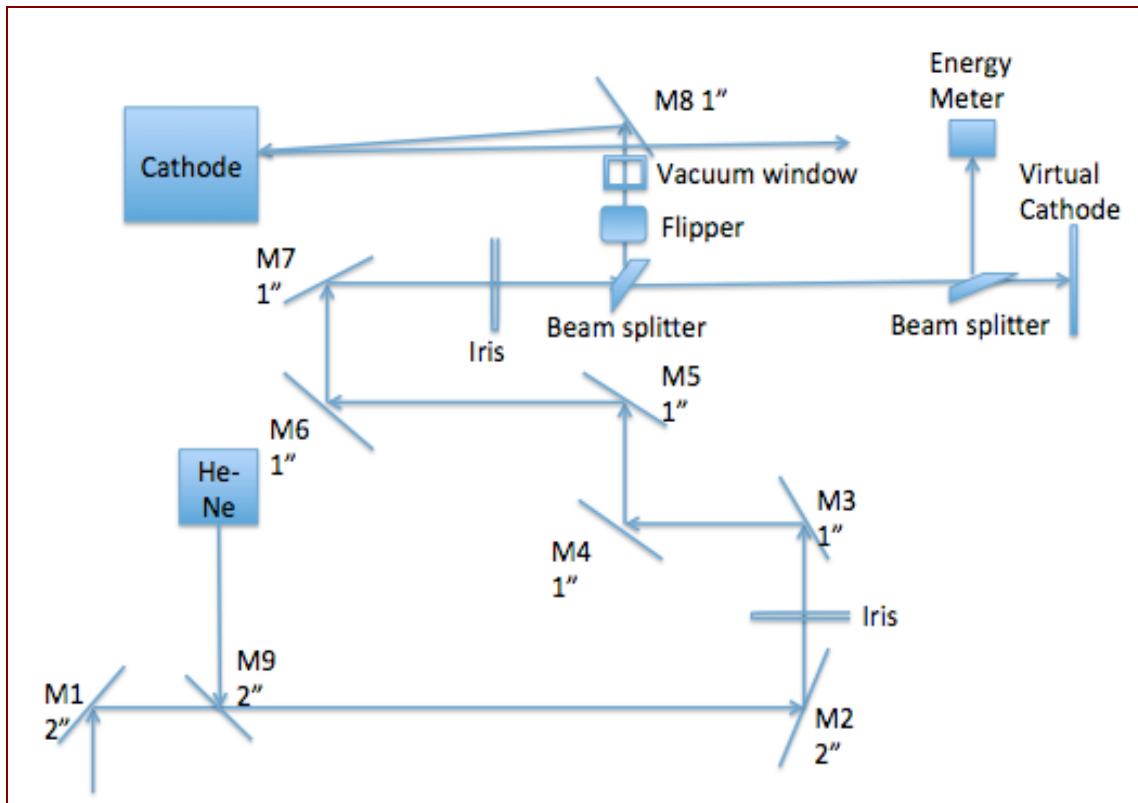 Energy
Meter
M8 1”
Cathode
Vacuum window
Virtual
Cathode
Flipper
M7
1”
Beam splitter
Beam splitter
Iris
M5
1”
M6
1”
He-
Ne
M3
1”
M4
1”
Iris
M9
2”
M1
2”
M2
2”